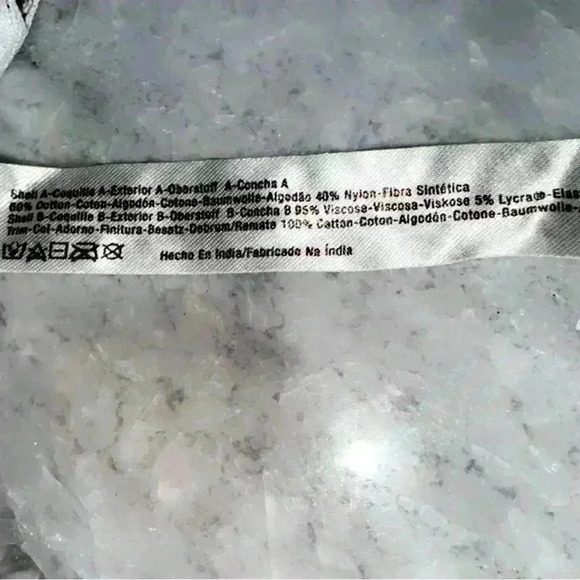 Shell A-Coquille A-Exterior A-Oberstoff A-Concha A
60% Cotton-Coton-Algodón-Cotone-Baumwolle-Algodão 40% Nylon-Fibra Sintética
Shell B-Coquille B-Exterior B-Oberstoff B-Concha B 95% Viscose-Viscosa-Viskose 5% Lycra®-Elas
Trim-Col-Adorno-Finitura-Besatz-Debrum/Remate 100% Cotton-Coton-Algodón-Cotone-Baumwolle-
Hecho En India/Fabricado Na Índia